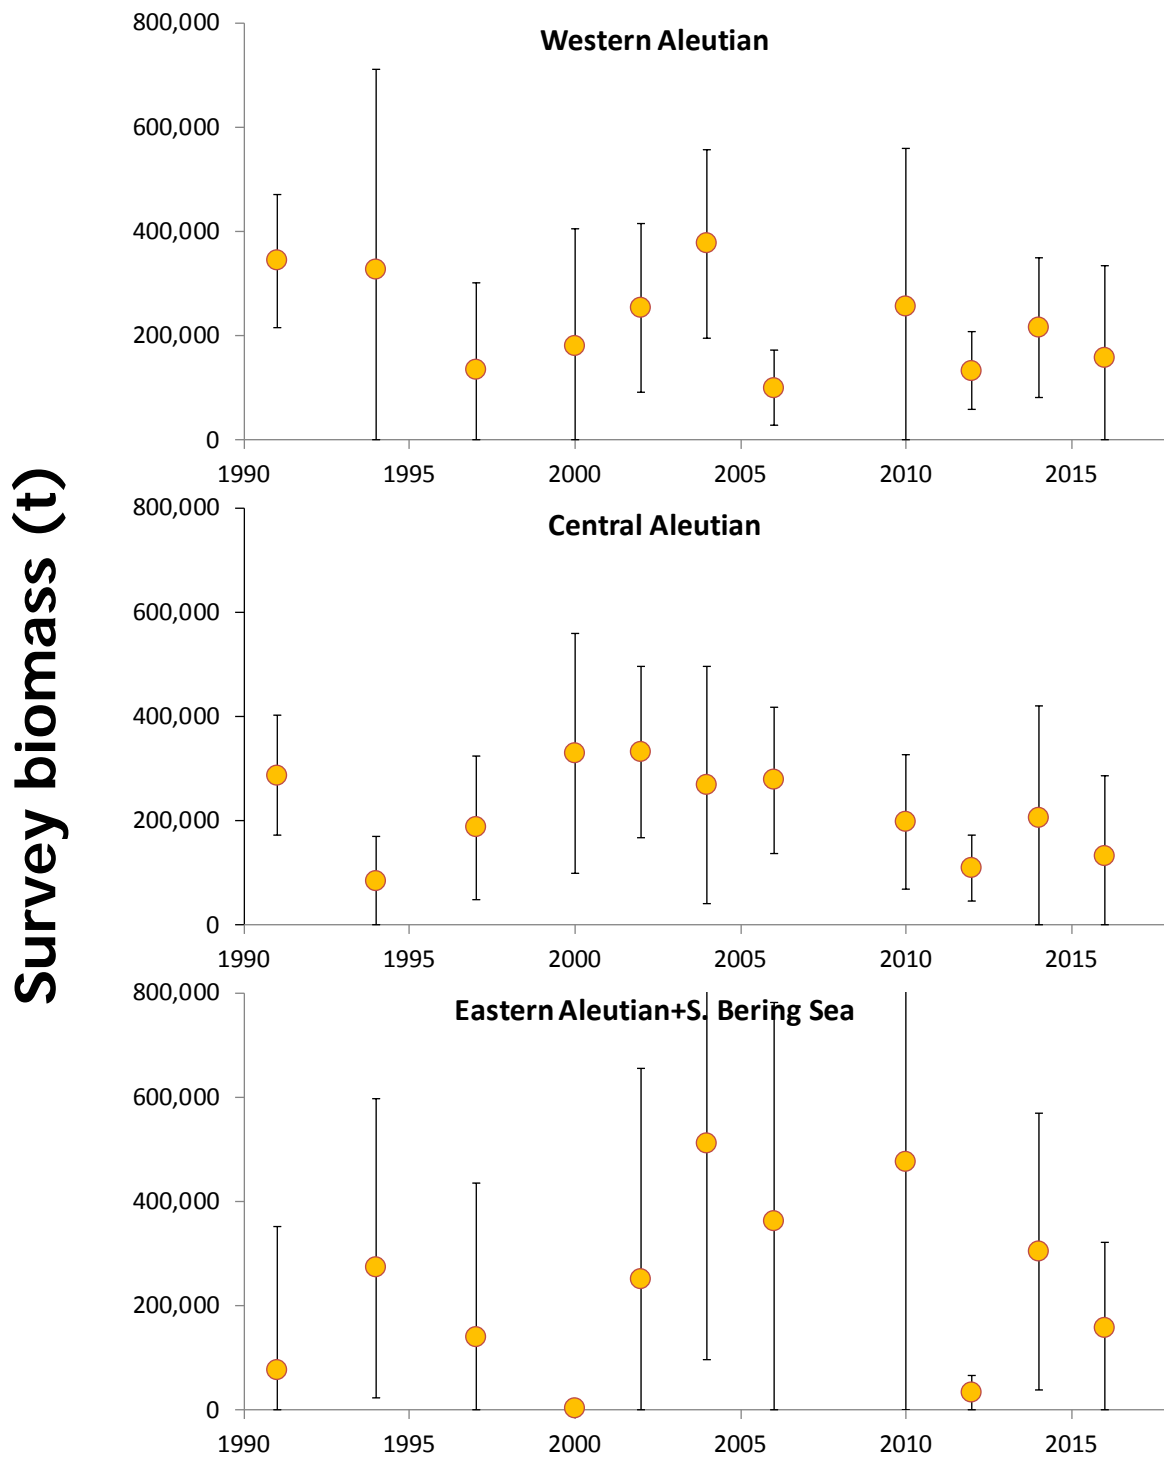 Survey biomass (t)
Western Aleutian
800,000
600,000
400,000
200,000
0
1990 1995 2000 2005 2010 2015
Central Aleutian
800,000
600,000
400,000
200,000
0
1990 1995 2000 2005 2010 2015
Eastern Aleutian+S. Bering Sea
800,000
600,000
400,000
200,000
0
1990 1995 2000 2005 2010 2015